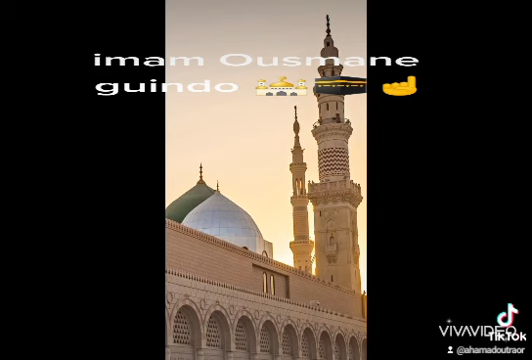 imam Ousmane
guindo 🕌🕋☝️
VIVAVIDEO
TikTok
@ahamadoutraor